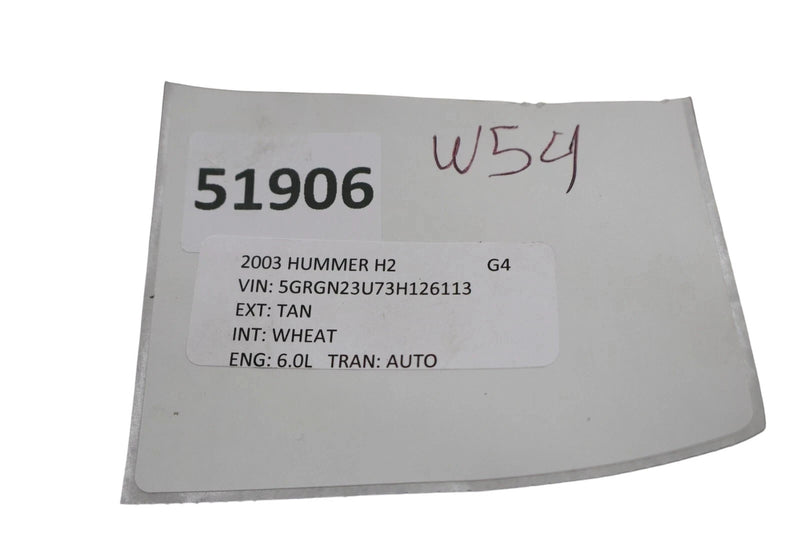 W54
51906
2003 HUMMER H2 G4
VIN: 5GRGN23U73H126113
EXT: TAN
INT: WHEAT
ENG: 6.0L TRAN: AUTO